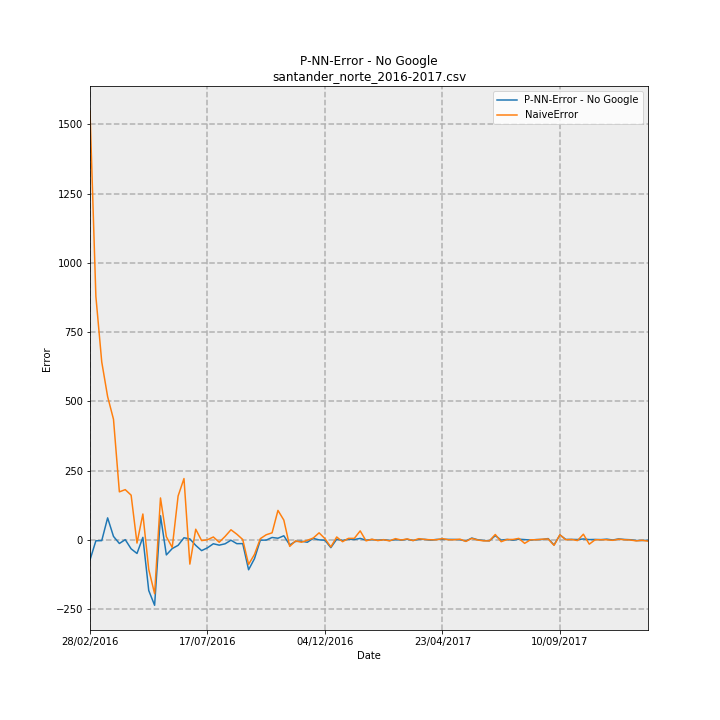 P-NN-Error - No Google
santander_norte_2016-2017.csv
P-NN-Error - No Google
NaiveError
1500
1250
1000
750
500
250
0
−250
Error
28/02/2016
17/07/2016
04/12/2016
23/04/2017
10/09/2017
Date